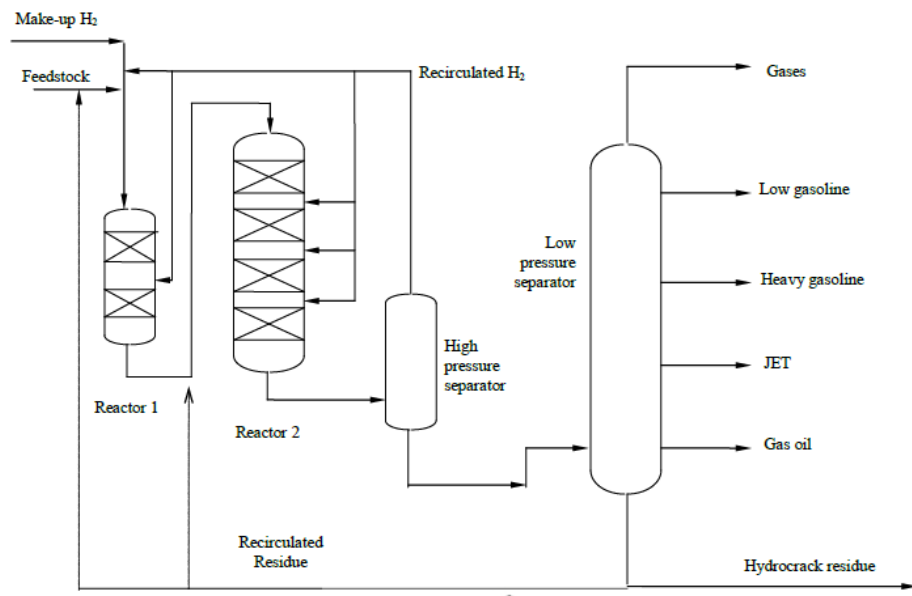 Make-up H₂
Feedstock
Recirculated H₂
Gases
Low gasoline
Low
pressure
separator
Heavy gasoline
High
pressure
separator
JET
Reactor 1
Reactor 2
Gas oil
Recirculated
Residue
Hydrocrack residue